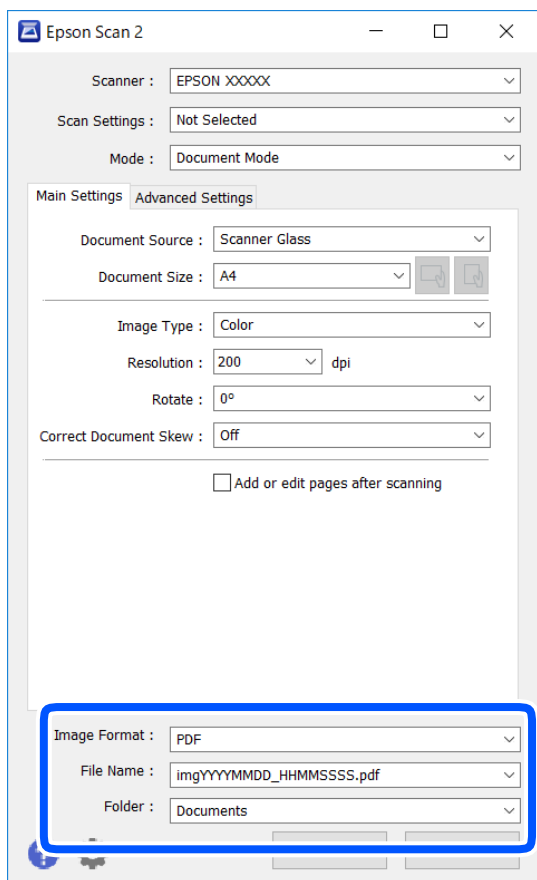 Epson Scan 2
Scanner : EPSON XXXXX
Scan Settings : Not Selected
Mode : Document Mode
Main Settings Advanced Settings
Document Source : Scanner Glass
Document Size : A4
Image Type : Color
Resolution : 200 dpi
Rotate : 0°
Correct Document Skew : Off
Add or edit pages after scanning
Image Format : PDF
File Name : imgYYYYMMDD_HHMMSSSS.pdf
Folder : Documents